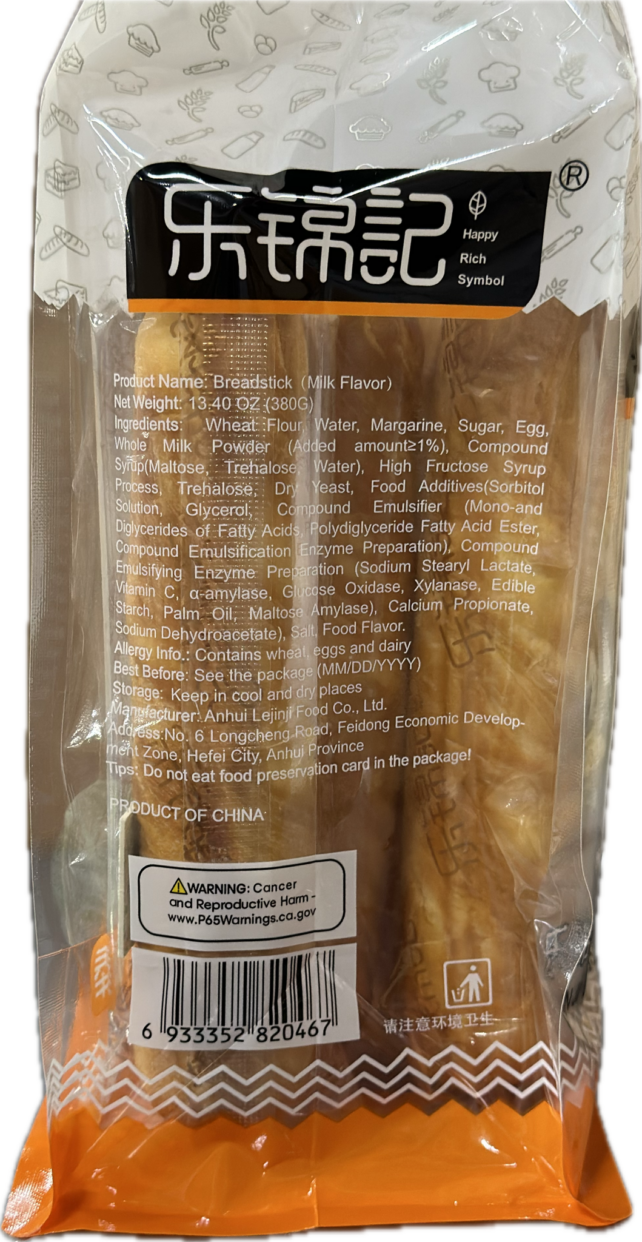 乐锦記
®
Happy
Rich
Symbol
Product Name: Breadstick (Milk Flavor)
Net Weight: 13.40 OZ (380G)
Ingredients: Wheat Flour, Water, Margarine, Sugar, Egg,
Whole Milk Powder (Added amount≥1%), Compound
Syrup(Maltose, Trehalose, Water), High Fructose Syrup
Process, Trehalose, Dry Yeast, Food Additives(Sorbitol
Solution, Glycerol, Compound Emulsifier (Mono-and
Diglycerides of Fatty Acids, Polydiglyceride Fatty Acid Ester,
Compound Emulsification Enzyme Preparation), Compound
Emulsifying Enzyme Preparation (Sodium Stearyl Lactate,
Vitamin C, α-amylase, Glucose Oxidase, Xylanase, Edible
Starch, Palm Oil, Maltose Amylase), Calcium Propionate,
Sodium Dehydroacetate), Salt, Food Flavor.
Allergy Info.: Contains wheat, eggs and dairy
Best Before: See the package (MM/DD/YYYY)
Storage: Keep in cool and dry places
Manufacturer: Anhui Lejinji Food Co., Ltd.
Address:No. 6 Longcheng Road, Feidong Economic Develop-
ment Zone, Hefei City, Anhui Province
Tips: Do not eat food preservation card in the package!
PRODUCT OF CHINA
WARNING: Cancer
and Reproductive Harm -
www.P65Warnings.ca.gov
6 933352 820467
请注意环境卫生